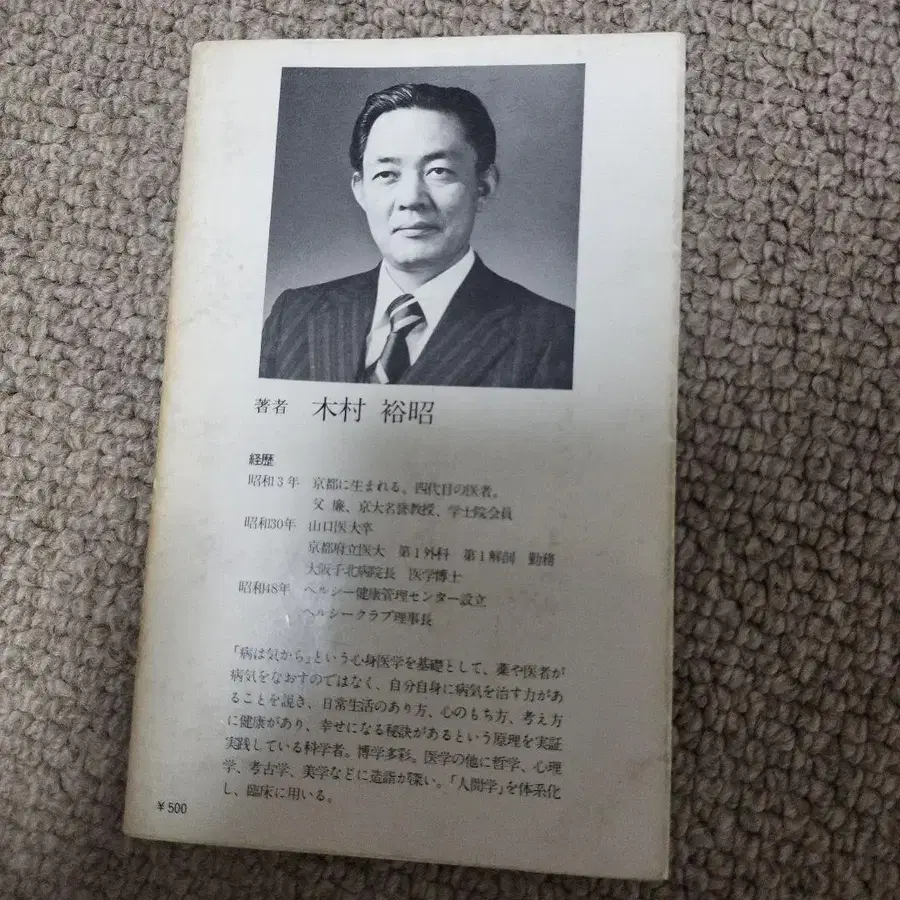 著者 木村 裕昭
経歴
昭和3年 京都に生まれる。四代目の医者。
父 廉、京大名誉教授、学士院会員
昭和30年 山口医大卒
京都府立医大 第1外科 第1解剖 勤務
大阪子北病院長 医学博士
昭和48年 ヘルシー健康管理センター設立
ヘルシークラブ理事長
「病は気から」という心身医学を基礎として、薬や医者が
病気をなおすのではなく、自分自身に病気を治す力があ
ることを説き、日常生活のあり方、心のもち方、考え方
に健康があり、幸せになる秘訣があるという原理を実証
実践している科学者。博学多彩。医学の他に哲学、心理
学、考古学、美学などに造語が深い。「人間学」を体系化
し、臨床に用いる。
¥500